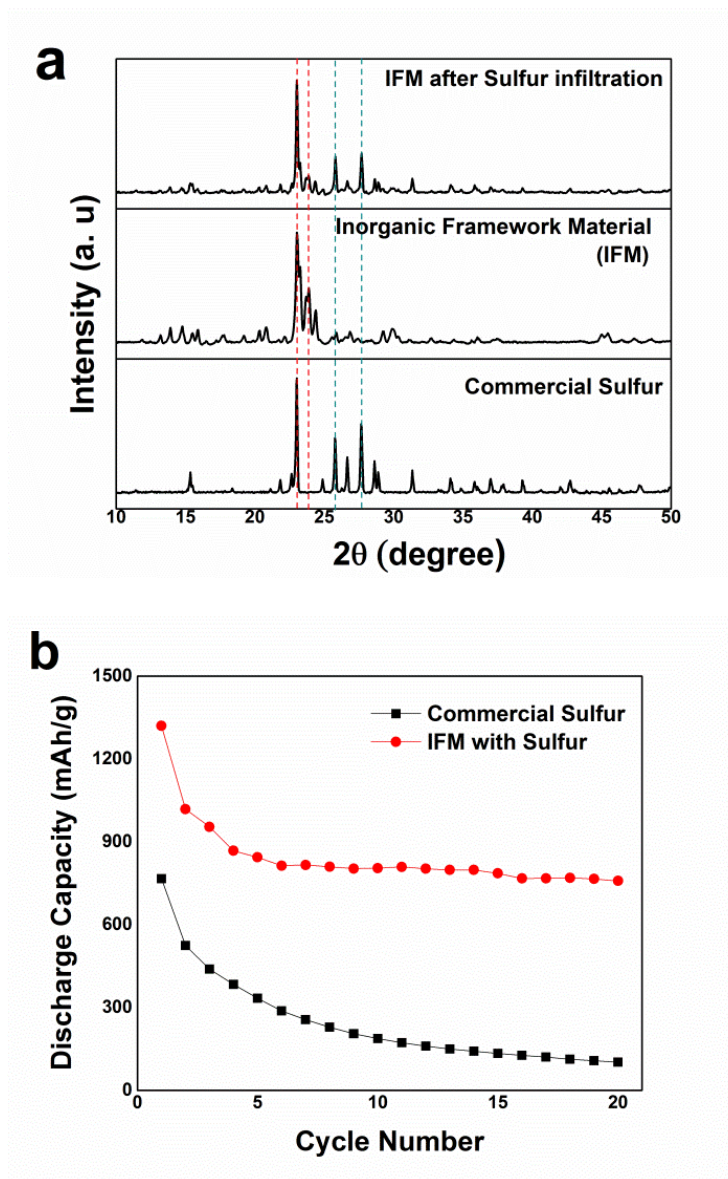 a
IFM after Sulfur infiltration
Inorganic Framework Material
(IFM)
Commercial Sulfur
Intensity (a. u)
10 15 20 25 30 35 40 45 50
2θ (degree)
b
1500
1200
900
600
300
0
Commercial Sulfur
IFM with Sulfur
Discharge Capacity (mAh/g)
0 5 10 15 20
Cycle Number